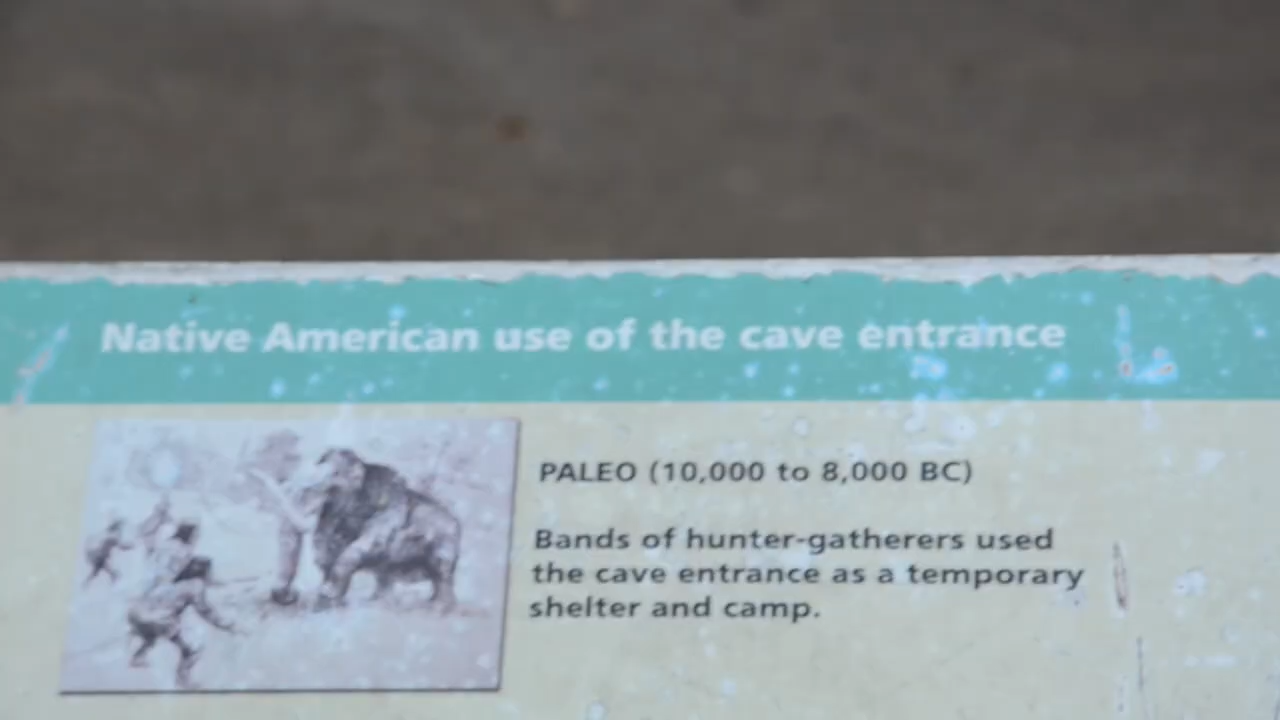 Native American use of the cave entrance
PALEO (10,000 to 8,000 BC)
Bands of hunter-gatherers used
the cave entrance as a temporary
shelter and camp.